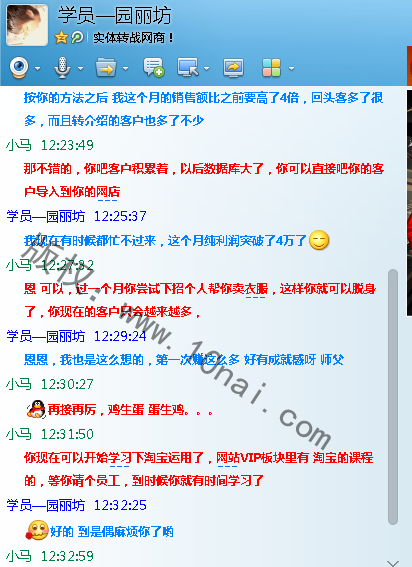 学员—园丽坊
实体转战网商！
按你的方法之后 我这个月的销售额比之前要高了4倍，回头客多了很
多，而且转介绍的客户也多了不少
小马 12:23:49
那不错的，你吧客户积累着，以后数据库大了，你可以直接吧你的客
户导入到你的网店
学员—园丽坊 12:25:37
我现在有时候都忙不过来，这个月纯利润突破了4万了
小马 12:27:32
恩 可以，过一个月你尝试下招个人帮你卖衣服，这样你就可以脱身
了，你现在的客户只会越来越多，
学员—园丽坊 12:29:24
恩恩，我也是这么想的，第一次赚这么多 好有成就感呀 师父
小马 12:30:27
再接再厉，鸡生蛋 蛋生鸡。。。
小马 12:31:50
你现在可以开始学习下淘宝运用了，网站VIP板块里有 淘宝的课程
的，等你请个员工，到时候你就有时间学习了
学员—园丽坊 12:32:25
好的 到是偶麻烦你了哟
小马 12:32:59
版权：www.10nai.com